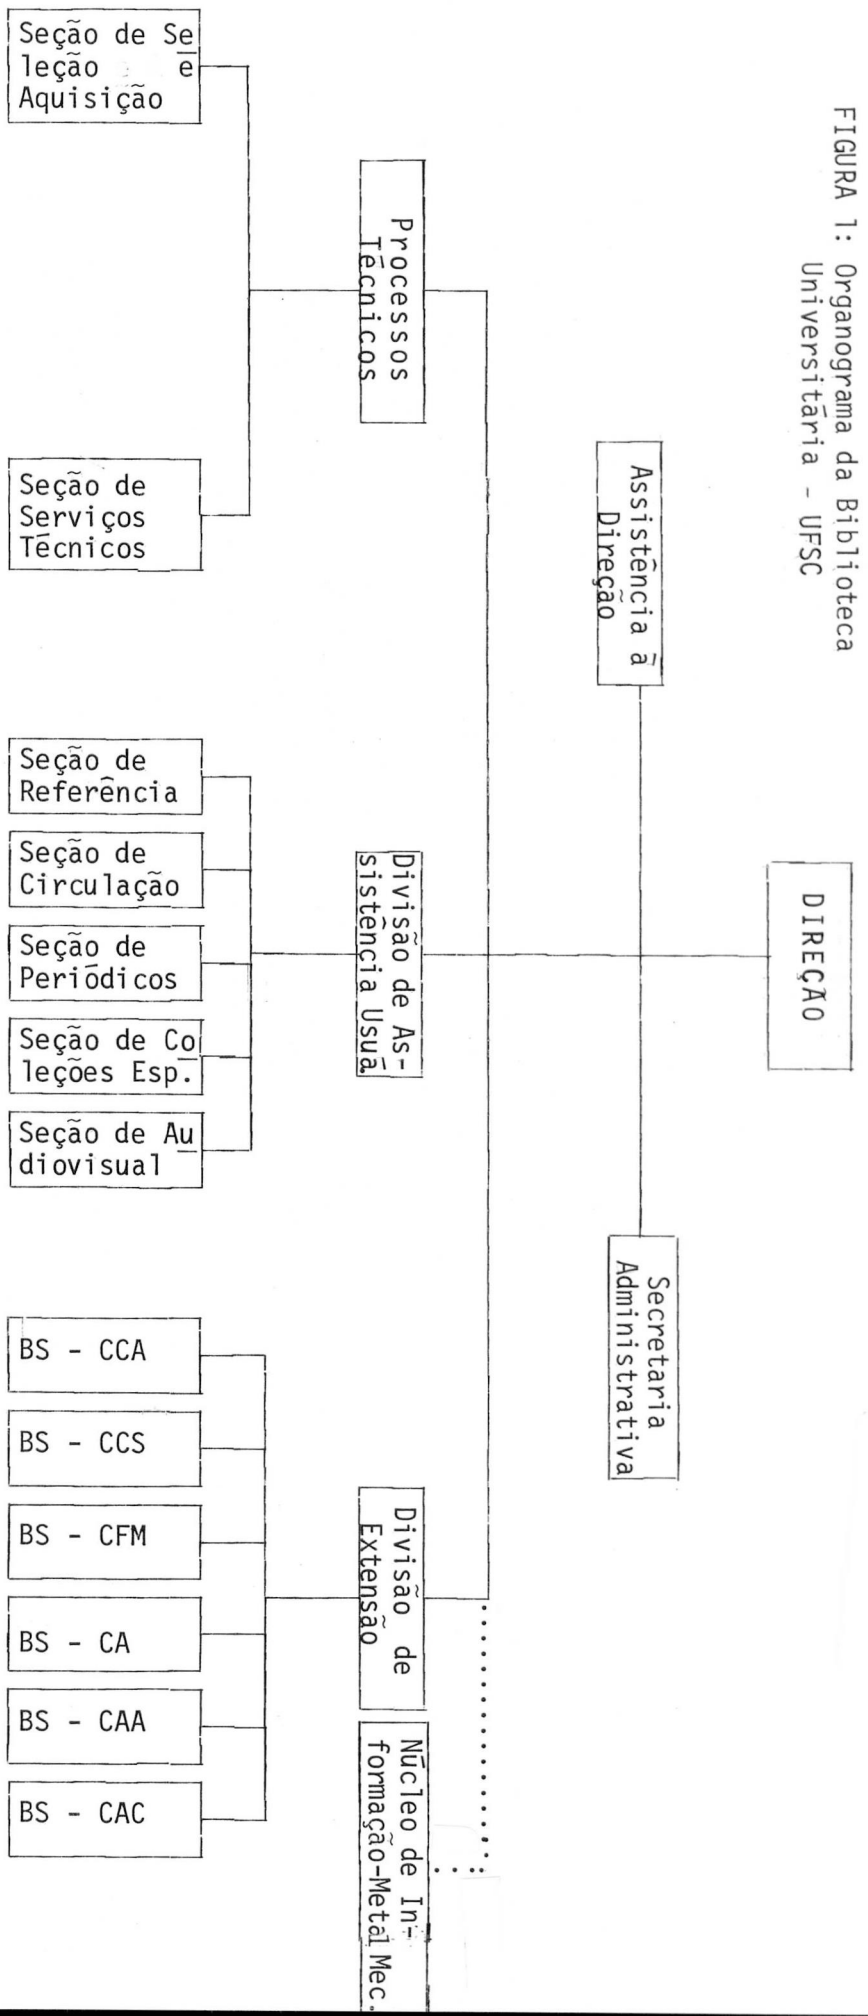 FIGURA 1: Organograma da Biblioteca
Universitária - UFSC
DIREÇÃO
Assistência à
Direção
Secretaria
Administrativa
Processos
Técnicos
Divisão de As-
sistência Usuá.
Divisão de
Extensão
Núcleo de In-
formação-Metal Mec.
Seção de Se
leção e
Aquisição
Seção de
Serviços
Técnicos
Seção de
Referência
Seção de
Circulação
Seção de
Periódicos
Seção de Co
leções Esp.
Seção de Au
diovisual
BS - CCA
BS - CCS
BS - CFM
BS - CA
BS - CAA
BS - CAC